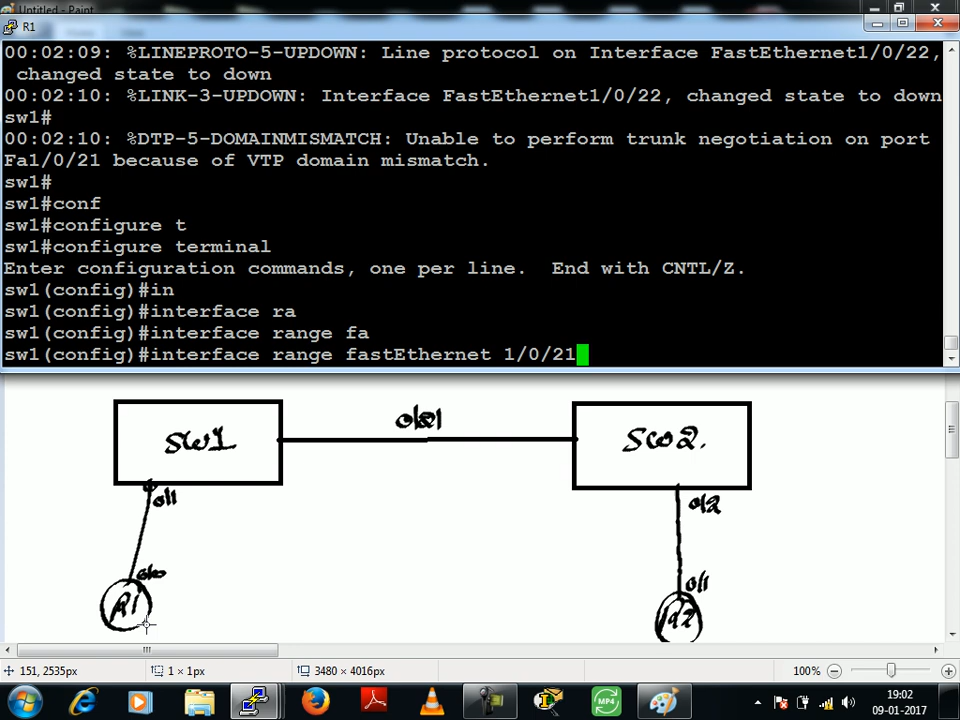 Untitled - Paint
R1
00:02:09: %LINEPROTO-5-UPDOWN: Line protocol on Interface FastEthernet1/0/22,
changed state to down
00:02:10: %LINK-3-UPDOWN: Interface FastEthernet1/0/22, changed state to down
sw1#
00:02:10: %DTP-5-DOMAINMISMATCH: Unable to perform trunk negotiation on port
Fa1/0/21 because of VTP domain mismatch.
sw1#
sw1#conf
sw1#configure t
sw1#configure terminal
Enter configuration commands, one per line.  End with CNTL/Z.
sw1(config)#in
sw1(config)#interface ra
sw1(config)#interface range fa
sw1(config)#interface range fastEthernet 1/0/21
0/21
SW1
SW2.
0/1
0/2
0/0
0/1
R1
R2
151, 2535px
1 × 1px
3480 × 4016px
100%
MP4
19:02
09-01-2017